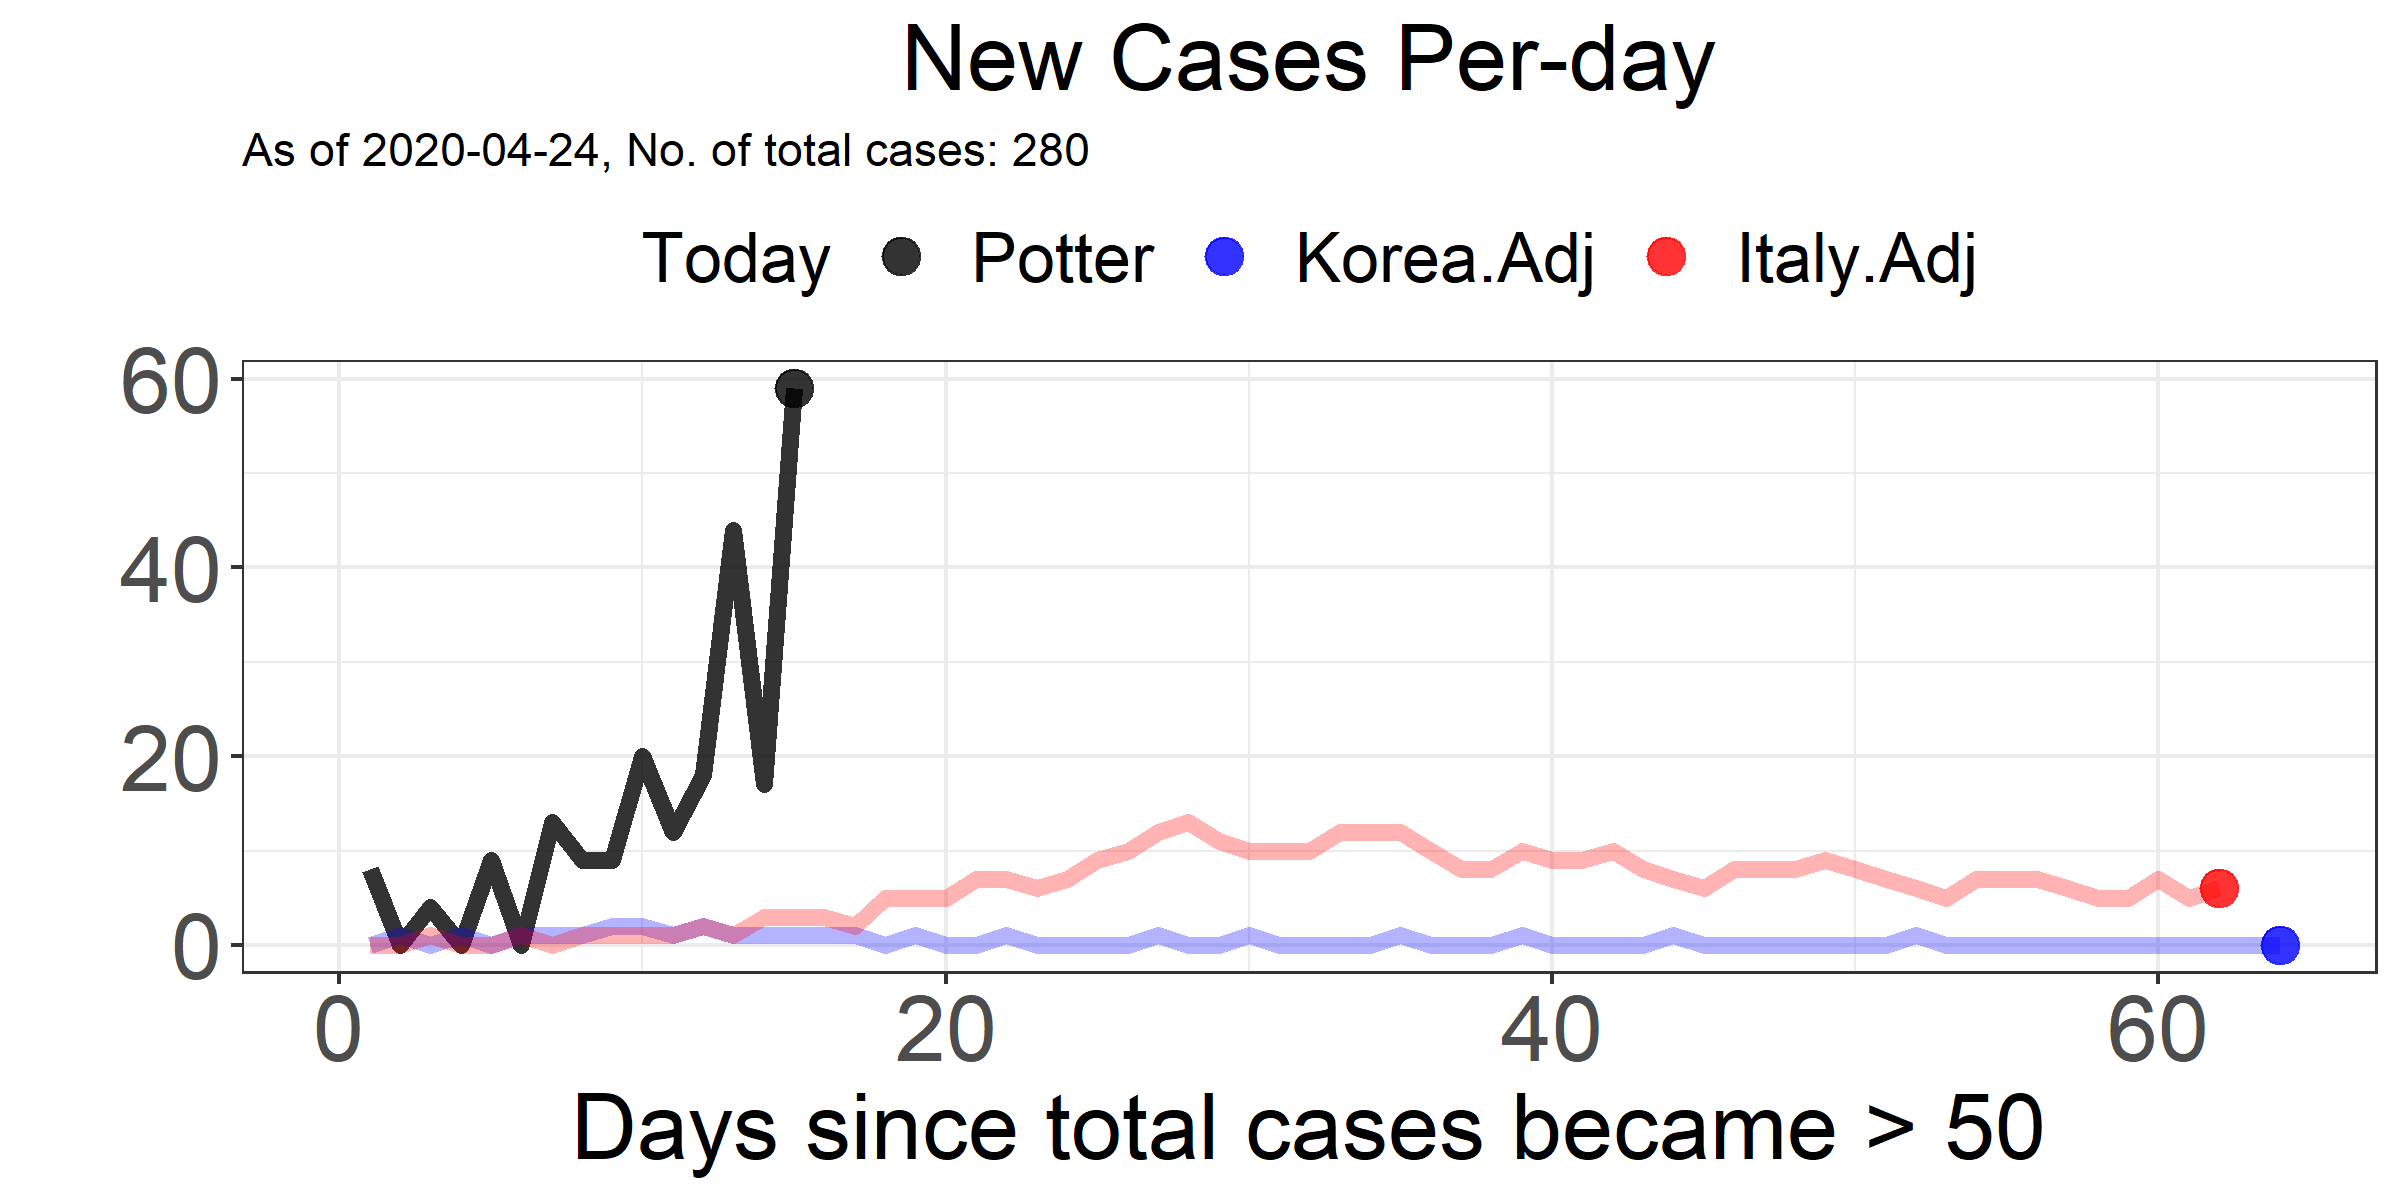 New Cases Per-day
As of 2020-04-24, No. of total cases: 280
Today Potter Korea.Adj Italy.Adj
60
40
20
0
0 20 40 60
Days since total cases became > 50